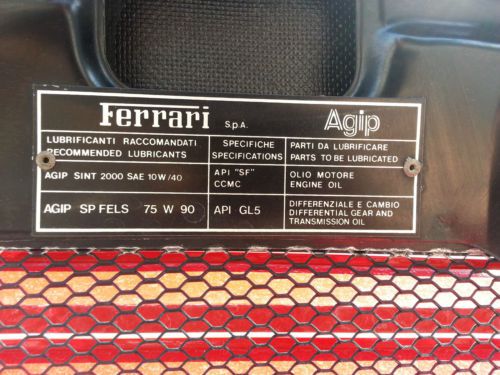 Ferrari S.p.A. Agip
LUBRIFICANTI RACCOMANDATI SPECIFICHE PARTI DA LUBRIFICARE
RECOMMENDED LUBRICANTS SPECIFICATIONS PARTS TO BE LUBRICATED
AGIP SINT 2000 SAE 10W/40 API "SF" CCMC OLIO MOTORE ENGINE OIL
AGIP SP FELS 75 W 90 API GL5 DIFFERENZIALE E CAMBIO
DIFFERENTIAL GEAR AND
TRANSMISSION OIL